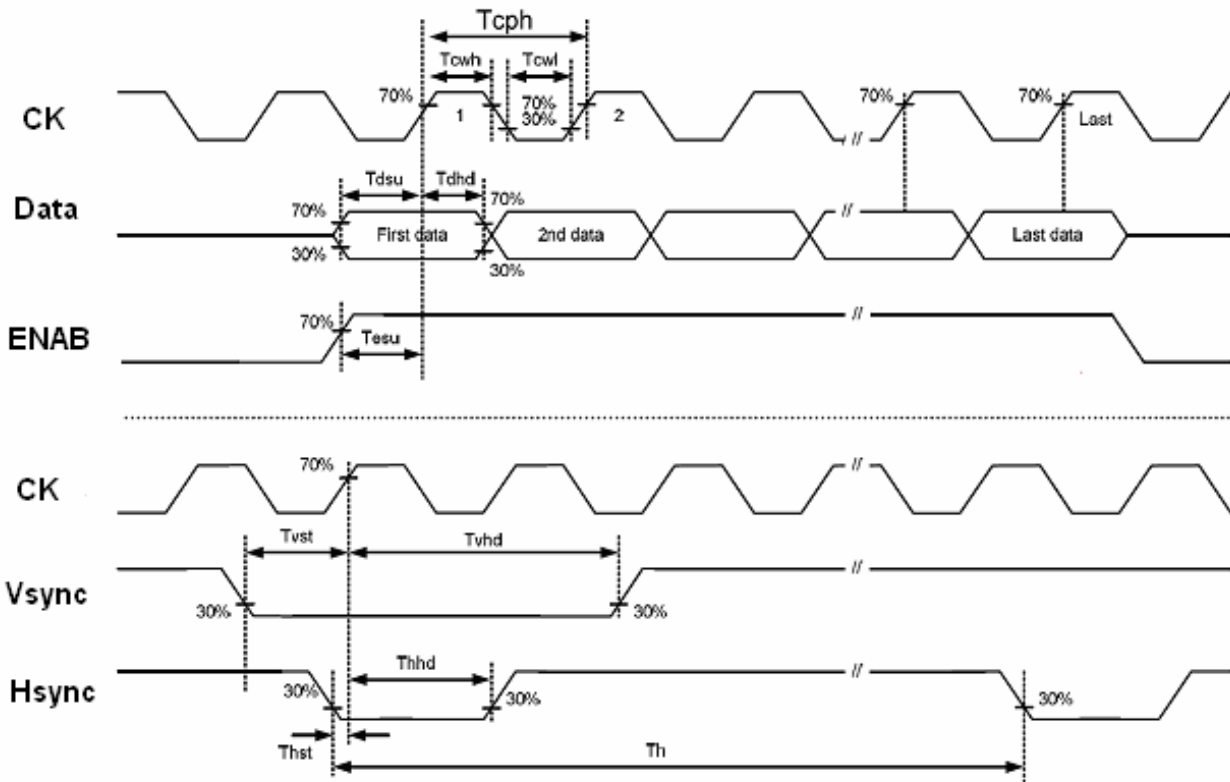 Tcph
Tcwh Tcwl
CK 70% 1 70% 30% 2 // 70% 70% Last
Tdsu Tdhd
Data 70% 70% //
First data 2nd data Last data
30% 30%
ENAB 70% //
Tesu
CK 70% //
Tvst Tvhd
Vsync 30% 30% //
Hsync 30% Thhd 30% // 30%
Thst Th